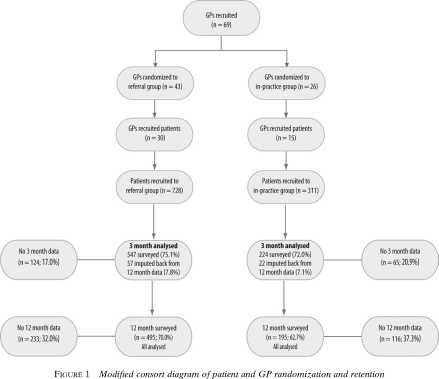 GPs recruited
(n = 69)
GPs randomized to
referral group (n = 43)
GPs randomized to
in-practice group (n = 26)
GPs recruited patients
(n = 30)
GPs recruited patients
(n = 15)
Patients recruited to
referral group (n = 728)
Patients recruited to
in-practice group (n = 311)
No 3 month data
(n = 124; 17.0%)
3 month analysed
547 surveyed (75.1%)
57 imputed back from
12 month data (7.8%)
3 month analysed
224 surveyed (72.0%)
22 imputed back from
12 month data (7.1%)
No 3 month data
(n = 65; 20.9%)
No 12 month data
(n = 233; 32.0%)
12 month surveyed
(n = 495; 70.0%)
All analysed
12 month surveyed
(n = 195; 62.7%)
All analysed
No 12 month data
(n = 116; 37.3%)
FIGURE 1 Modified consort diagram of patient and GP randomization and retention